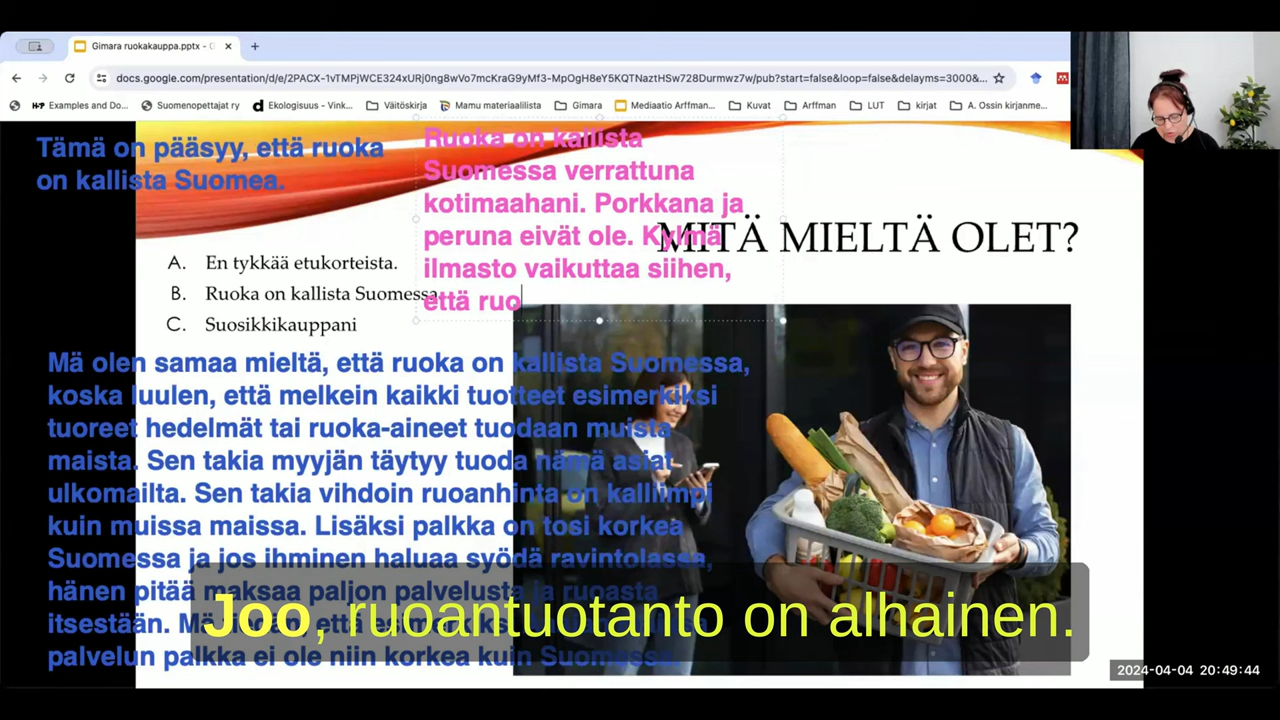 Gimara ruokakauppa.pptx - G
docs.google.com/presentation/d/e/2PACX-1vTMPjWCE324xURj0ng8wVo7mcKraG9yMf3-MpOgH8eY5KQTNaztHSw728Durmwz7w/pub?start=false&loop=false&delayms=3000&...
Examples and Do...
Suomenopettajat ry
Ekologisuus - Vink...
Väitöskirja
Mamu materiaalilista
Gimara
Mediaatio Arffman...
Kuvat
Arffman
LUT
kirjat
A. Ossin kirjanme...
Tämä on pääsyy, että ruoka
on kallista Suomea.
Ruoka on kallista
Suomessa verrattuna
kotimaahani. Porkkana ja
peruna eivät ole. Kylmä
ilmasto vaikuttaa siihen,
että ruo
MITÄ MIELTÄ OLET?
A. En tykkää etukorteista.
B. Ruoka on kallista Suomessa
C. Suosikkikauppani
Mä olen samaa mieltä, että ruoka on kallista Suomessa,
koska luulen, että melkein kaikki tuotteet esimerkiksi
tuoreet hedelmät tai ruoka-aineet tuodaan muista
maista. Sen takia myyjän täytyy tuoda nämä asiat
ulkomailta. Sen takia vihdoin ruoanhinta on kalliimpi
kuin muissa maissa. Lisäksi palkka on tosi korkea
Suomessa ja jos ihminen haluaa syödä ravintolassa,
hänen pitää maksaa paljon palvelusta ja ruoasta
itsestään. että
palvelun palkka ei ole niin korkea kuin Suomessa.
Joo, ruoantuotanto on alhainen.
2024-04-04 20:49:44